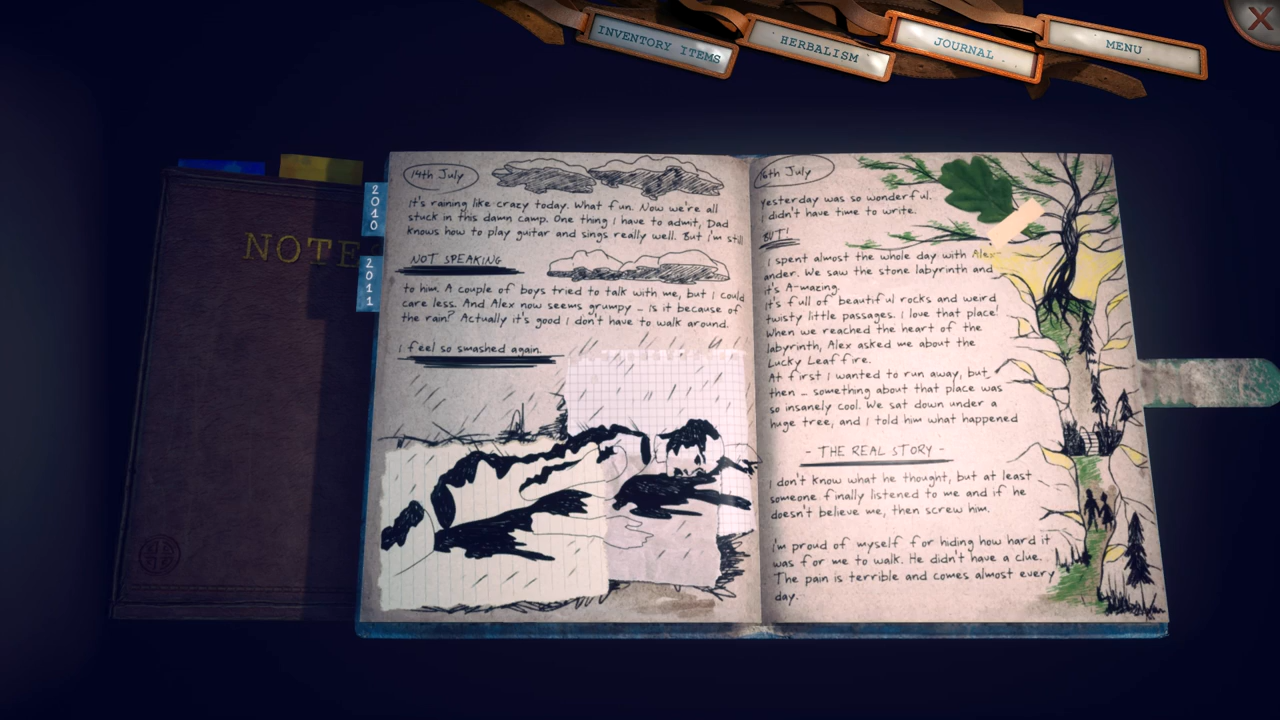 INVENTORY ITEMS
HERBALISM
JOURNAL
MENU
X
NOTE
2010
2011
14th July
It's raining like crazy today. What fun. Now we're all
stuck in this damn camp. One thing I have to admit, Dad
knows how to play guitar and sings really well. But I'm still
NOT SPEAKING
to him. A couple of boys tried to talk with me, but I could
care less. And Alex now seems grumpy - is it because of
the rain? Actually it's good I don't have to walk around.
I feel so smashed again.
16th July
Yesterday was so wonderful.
I didn't have time to write.
BUT!
I spent almost the whole day with Alex-
ander. We saw the stone labyrinth and
it's A-mazing.
It's full of beautiful rocks and weird
twisty little passages. I love that place!
When we reached the heart of the
labyrinth, Alex asked me about the
Lucky Leaf fire.
At first I wanted to run away, but
then - something about that place was
so insanely cool. We sat down under a
huge tree, and I told him what happened
- THE REAL STORY -
I don't know what he thought, but at least
someone finally listened to me and if he
doesn't believe me, then screw him.
I'm proud of myself for hiding how hard it
was for me to walk. He didn't have a clue.
The pain is terrible and comes almost every
day.